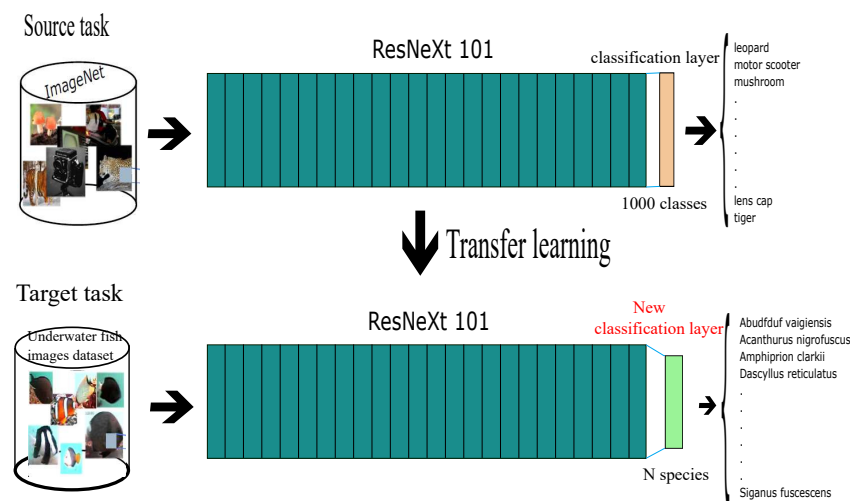 Source task
ImageNet
ResNeXt 101
classification layer
1000 classes
leopard
motor scooter
mushroom
.
.
.
.
.
.
lens cap
tiger
Transfer learning
Target task
Underwater fish
images dataset
ResNeXt 101
New
classification layer
N species
Abudfduf vaigiensis
Acanthurus nigrofuscus
Amphiprion clarkii
Dascyllus reticulatus
.
.
.
.
.
.
Siganus fuscescens